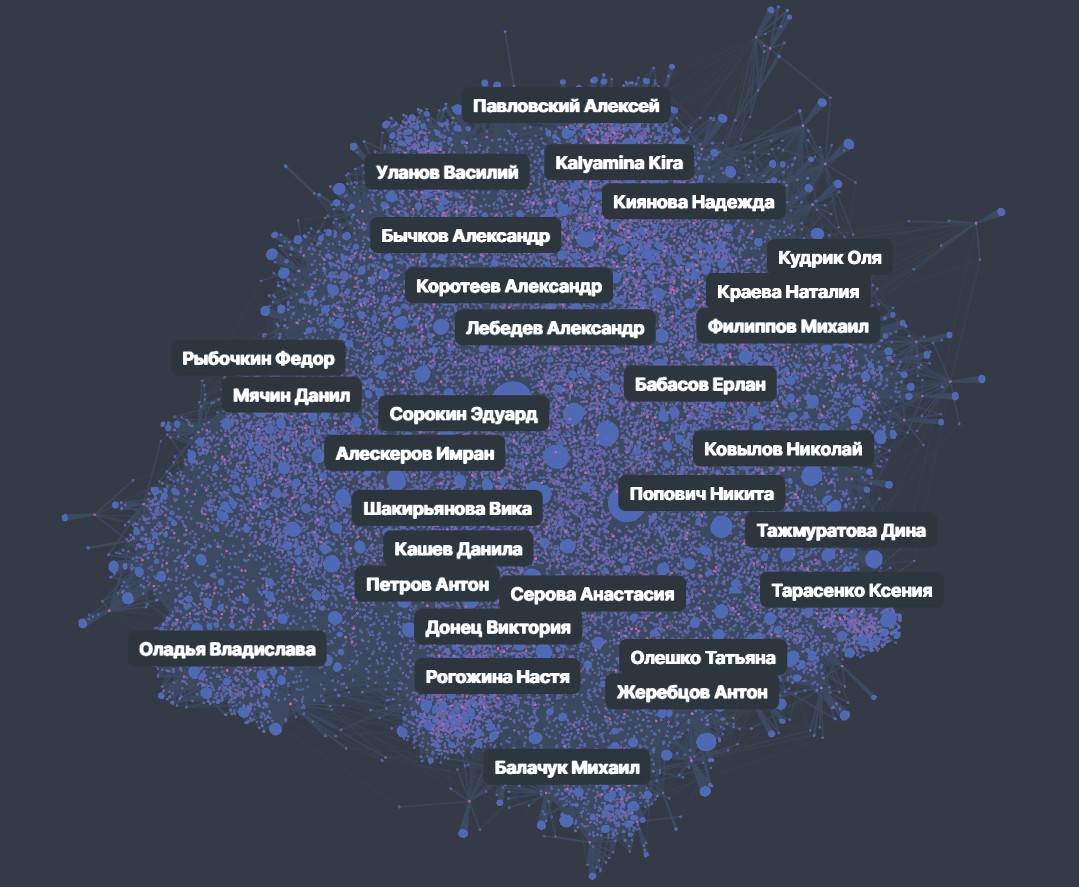 Павловский Алексей
Kalyamina Kira
Уланов Василий
Киянова Надежда
Бычков Александр
Кудрик Оля
Коротеев Александр
Краева Наталия
Лебедев Александр
Филиппов Михаил
Рыбочкин Федор
Бабасов Ерлан
Мячин Данил
Сорокин Эдуард
Ковылов Николай
Алескеров Имран
Попович Никита
Шакирьянова Вика
Тажмуратова Дина
Кашев Данила
Петров Антон
Серова Анастасия
Тарасенко Ксения
Донец Виктория
Оладья Владислава
Олешко Татьяна
Рогожина Настя
Жеребцов Антон
Балачук Михаил